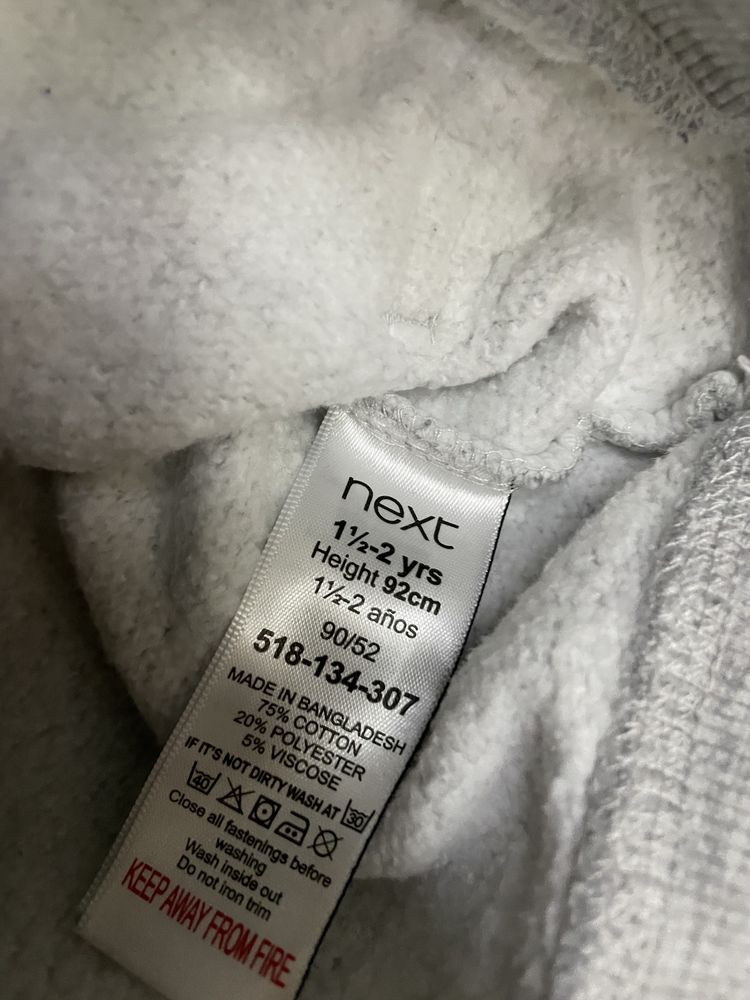 next
1½-2 yrs
Height 92cm
1½-2 años
90/52
518-134-307
MADE IN BANGLADESH
75% COTTON
20% POLYESTER
5% VISCOSE
IF IT'S NOT DIRTY WASH AT 30°
40
Close all fastenings before
washing
Wash inside out
Do not iron trim
KEEP AWAY FROM FIRE